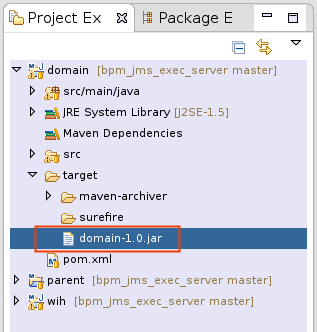 Project Ex
Package E
domain [bpm_jms_exec_server master]
src/main/java
JRE System Library [J2SE-1.5]
Maven Dependencies
src
target
maven-archiver
surefire
domain-1.0.jar
pom.xml
parent [bpm_jms_exec_server master]
wih [bpm_jms_exec_server master]